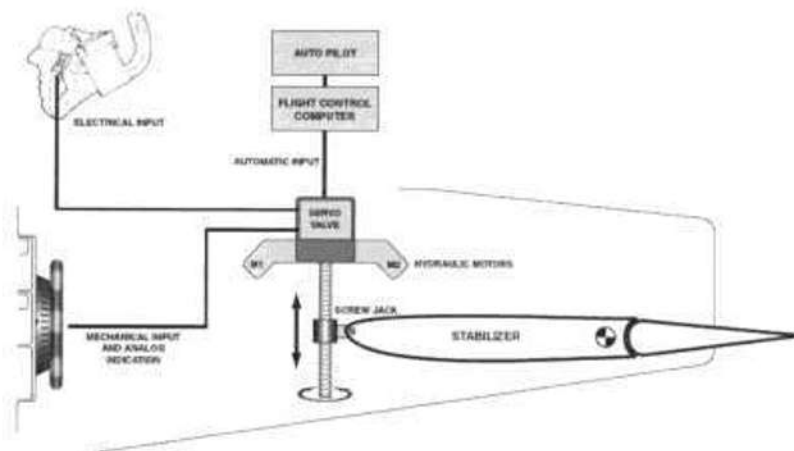 AUTO PILOT
FLIGHT CONTROL
COMPUTER
ELECTRICAL INPUT
AUTOMATIC INPUT
SERVO
VALVE
M1
M2
HYDRAULIC MOTORS
SCREW JACK
STABILIZER
MECHANICAL INPUT
AND ANALOG
INDICATION